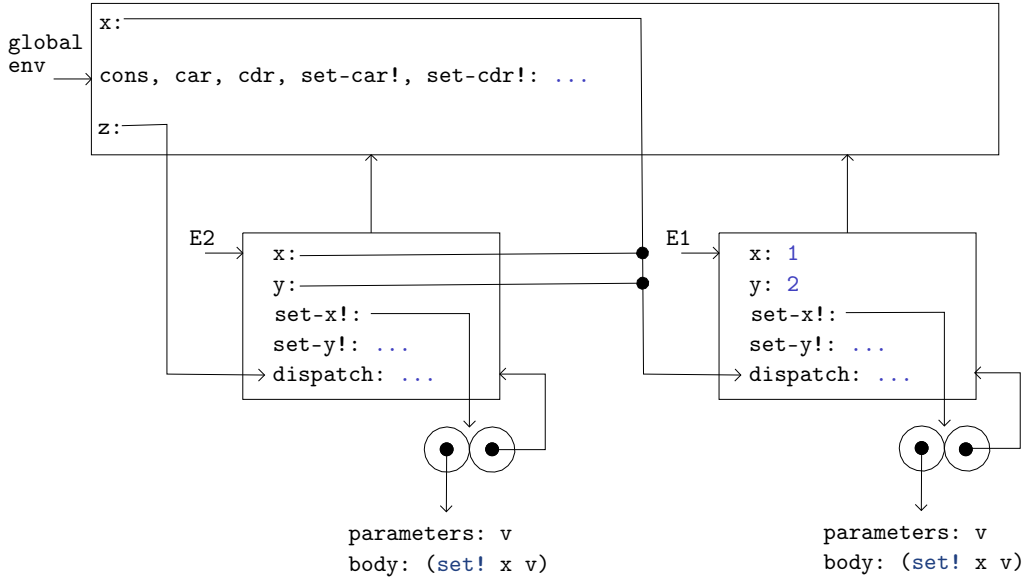 x:
global
env
cons, car, cdr, set-car!, set-cdr!: ...
z:
E2
x:
y:
set-x!:
set-y!: ...
dispatch: ...
E1
x: 1
y: 2
set-x!:
set-y!: ...
dispatch: ...
parameters: v
body: (set! x v)
parameters: v
body: (set! x v)